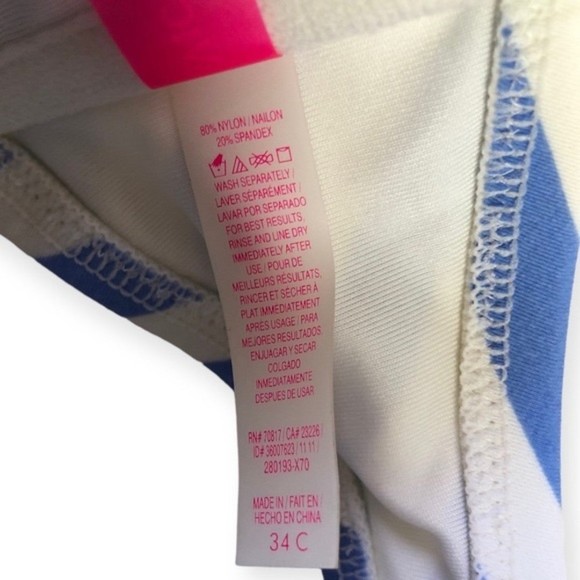 80% NYLON / NAILON
20% SPANDEX
WASH SEPARATELY /
LAVER SÉPARÉMENT /
LAVAR POR SEPARADO
FOR BEST RESULTS,
RINSE AND LINE DRY
IMMEDIATELY AFTER
USE / POUR DE
MEILLEURS RÉSULTATS,
RINCER ET SÉCHER À
PLAT IMMÉDIATEMENT
APRÈS USAGE / PARA
MEJORES RESULTADOS
ENJUAGAR Y SECAR
COLGADO
INMEDIATAMENTE
DESPUES DE USAR
RN# 70817 / CA# 23226 /
ID# 36007623 / 11 11 /
280193-X70
MADE IN / FAIT EN /
HECHO EN CHINA
34 C